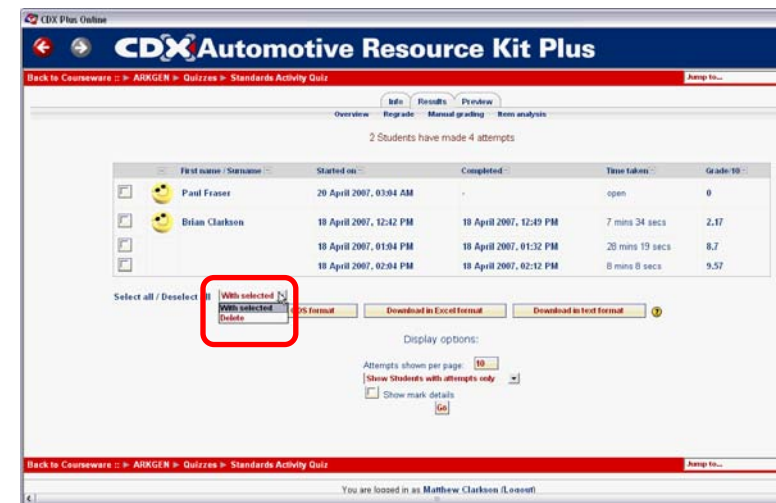 CDX Plus Online
CDX Automotive Resource Kit Plus
Back to Courseware :: ► ARKGEN ► Quizzes ► Standards Activity Quiz Jump to...
Info Results Preview
Overview Regrade Manual grading Item analysis
2 Students have made 4 attempts
First name / Surname Started on Completed Time taken Grade/10
Paul Fraser 20 April 2007, 03:04 AM - open 0
Brian Clarkson 18 April 2007, 12:42 PM 18 April 2007, 12:49 PM 7 mins 34 secs 2.17
18 April 2007, 01:04 PM 18 April 2007, 01:32 PM 28 mins 19 secs 8.7
18 April 2007, 02:04 PM 18 April 2007, 02:12 PM 8 mins 8 secs 9.57
Select all / Deselect all With selected
With selected
Delete
DS format Download in Excel format Download in text format
Display options:
Attempts shown per page: 10
Show Students with attempts only
Show mark details
Go
Back to Courseware :: ► ARKGEN ► Quizzes ► Standards Activity Quiz Jump to...
You are logged in as Matthew Clarkson (Logout)